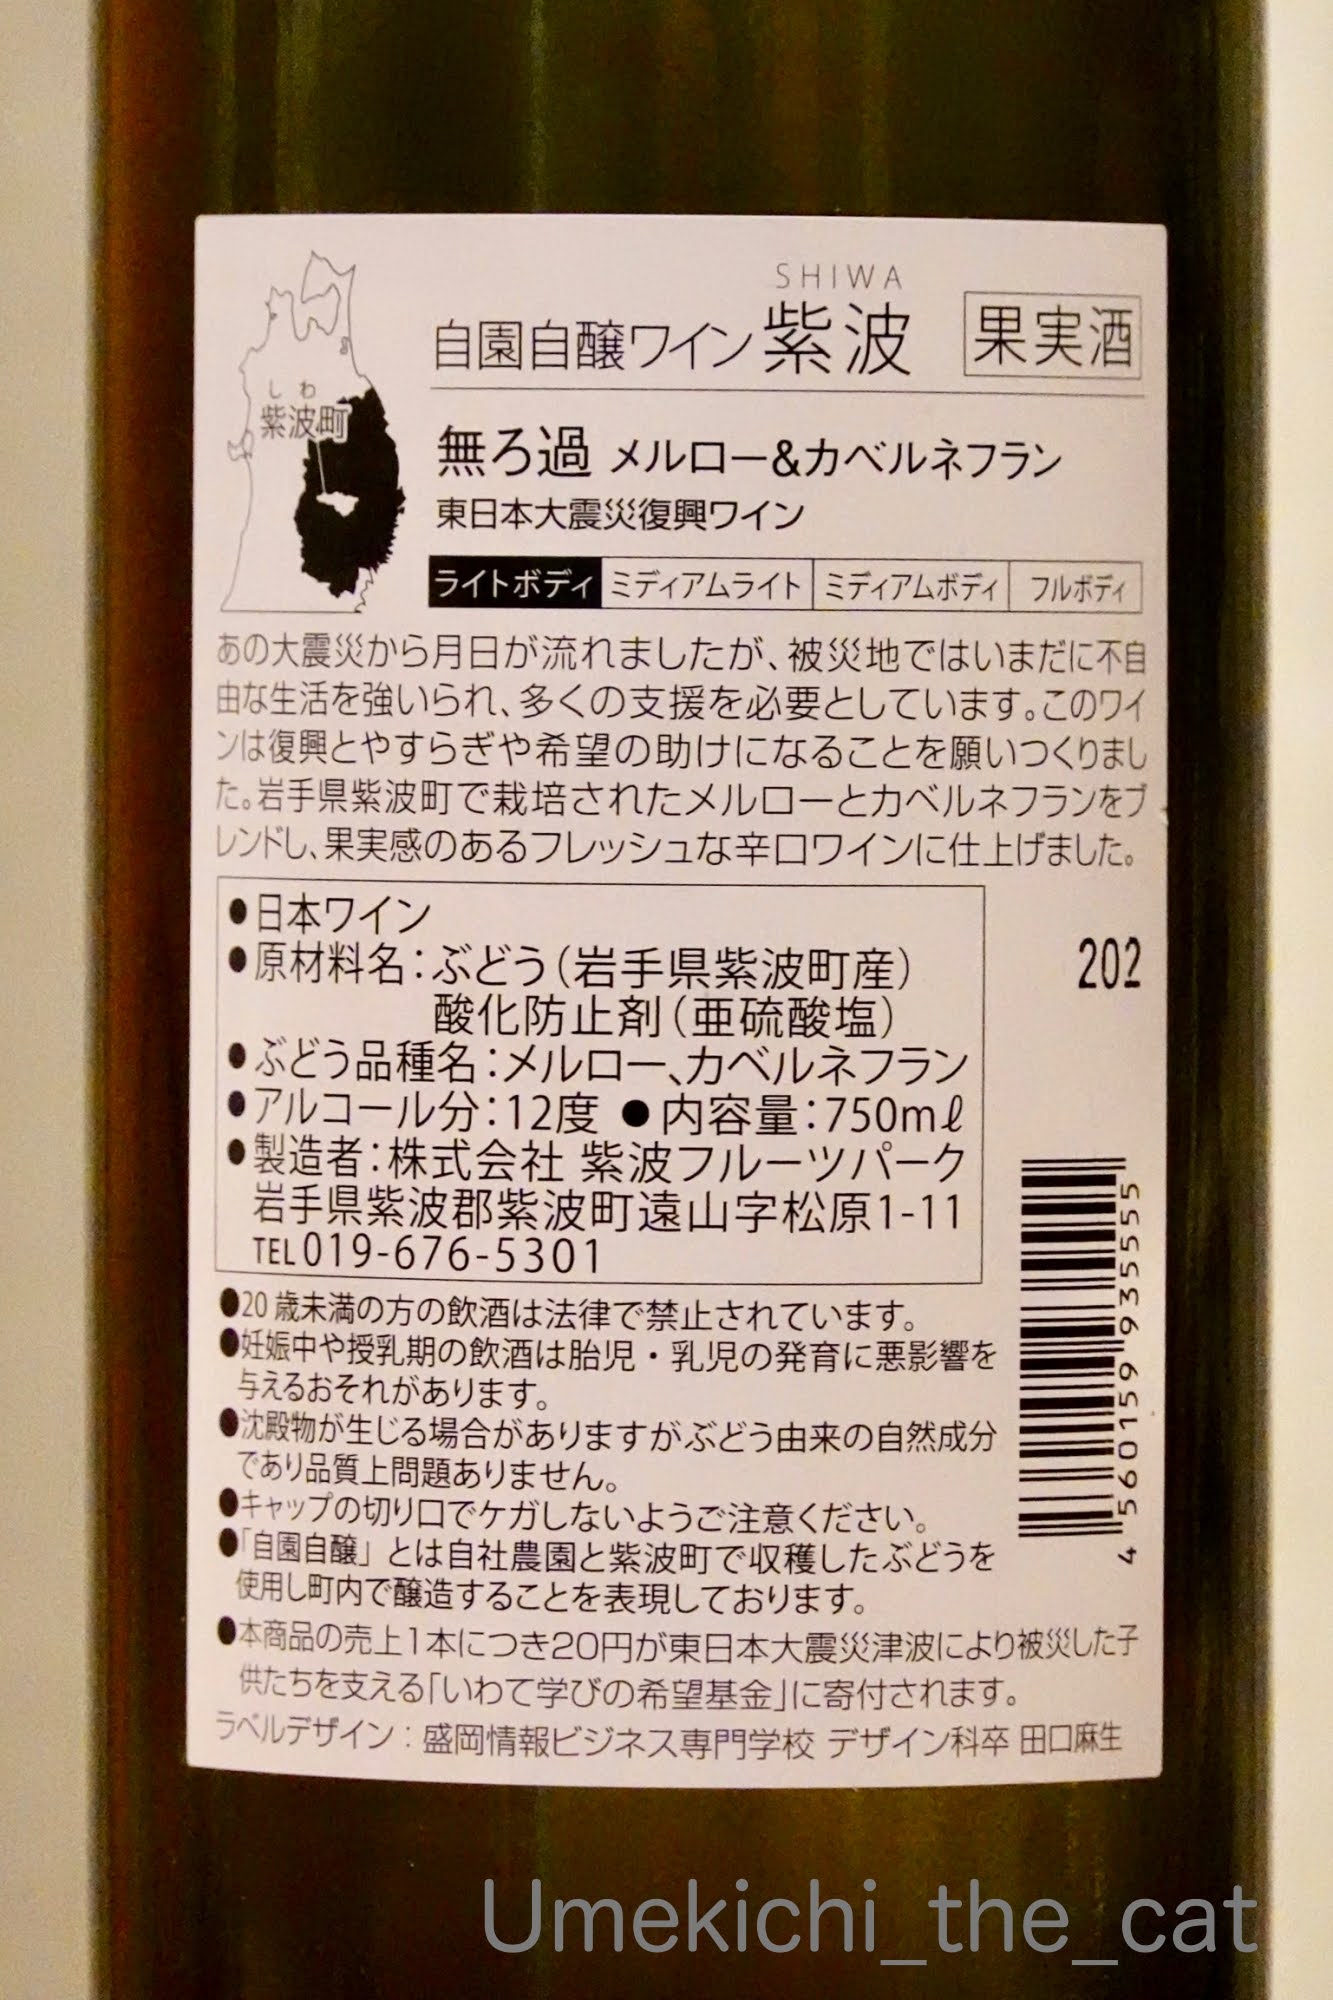 SHIWA
自園自醸ワイン紫波 果実酒
しわ
紫波町
無ろ過 メルロー&カベルネフラン
東日本大震災復興ワイン
ライトボディ ミディアムライト ミディアムボディ フルボディ
あの大震災から月日が流れましたが、被災地ではいまだに不自
由な生活を強いられ、多くの支援を必要としています。このワイ
ンは復興とやすらぎや希望の助けになることを願いつくりまし
た。岩手県紫波町で栽培されたメルローとカベルネフランをブ
レンドし、果実感のあるフレッシュな辛口ワインに仕上げました。
●日本ワイン
●原材料名：ぶどう（岩手県紫波町産）
酸化防止剤（亜硫酸塩）
●ぶどう品種名：メルロー、カベルネフラン
●アルコール分：12度 ●内容量：750mℓ
●製造者：株式会社 紫波フルーツパーク
岩手県紫波郡紫波町遠山字松原1-11
TEL019-676-5301
202
4 560159 935555
●20歳未満の方の飲酒は法律で禁止されています。
●妊娠中や授乳期の飲酒は胎児・乳児の発育に悪影響を
与えるおそれがあります。
●沈殿物が生じる場合がありますがぶどう由来の自然成分
であり品質上問題ありません。
●キャップの切り口でケガしないようご注意ください。
●「自園自醸」とは自社農園と紫波町で収穫したぶどうを
使用し町内で醸造することを表現しております。
●本商品の売上1本につき20円が東日本大震災津波により被災した子
供たちを支える「いわて学びの希望基金」に寄付されます。
ラベルデザイン：盛岡情報ビジネス専門学校 デザイン科卒 田口麻生
Umekichi_the_cat